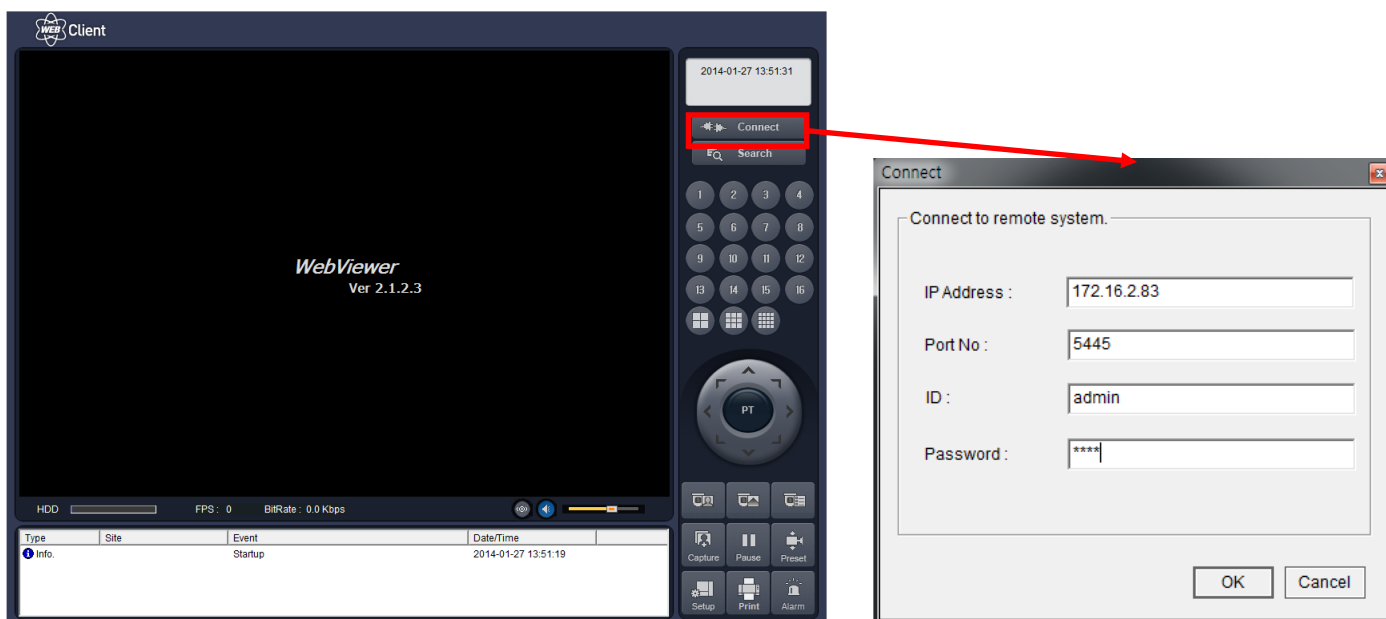 WEB Client
2014-01-27 13:51:31
Connect
Search
1 2 3 4
5 6 7 8
9 10 11 12
13 14 15 16
WebViewer
Ver 2.1.2.3
PT
HDD FPS : 0 BitRate : 0.0 Kbps
Type Site Event Date/Time
Info. Startup 2014-01-27 13:51:19
Capture Pause Preset
Setup Print Alarm
Connect
Connect to remote system.
IP Address : 172.16.2.83
Port No : 5445
ID : admin
Password : ****
OK Cancel